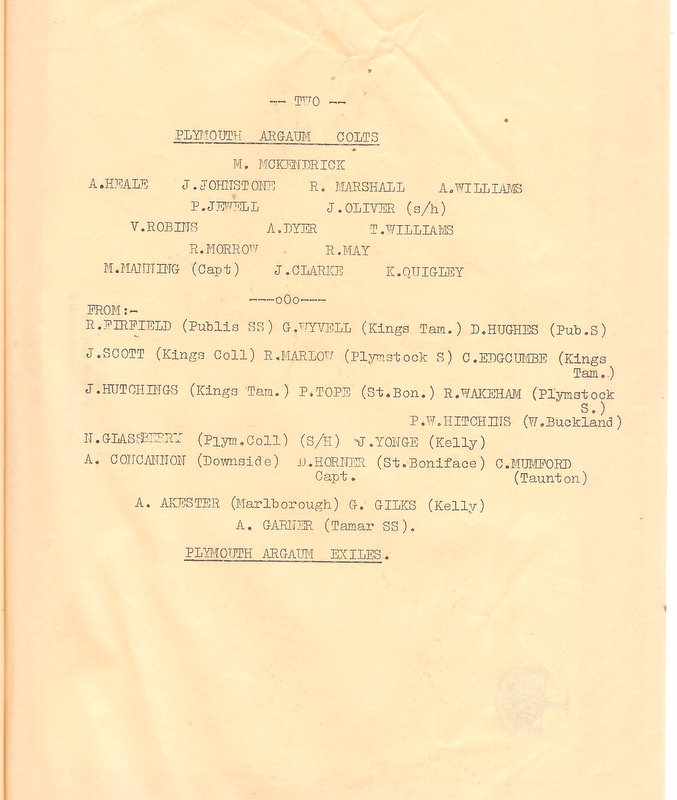 -- TWO --
PLYMOUTH ARGAUM COLTS
M. MCKENDRICK
A.HEALE J.JOHNSTONE R. MARSHALL A.WILLIAMS
P.JEWELL J.OLIVER (s/h)
V.ROBINS A.DYER T.WILLIAMS
R.MORROW R.MAY
M.MANNING (Capt) J.CLARKE K.QUIGLEY
---oOo---
FROM:-
R.FIRFIELD (Publis SS) G.WYVELL (Kings Tam.) D.HUGHES (Pub.S)
J.SCOTT (Kings Coll) R.MARLOW (Plymstock S) C.EDGCUMBE (Kings
Tam.)
J.HUTCHINGS (Kings Tam.) P.TOPE (St.Bon.) R.WAKEHAM (Plymstock
S.)
P.W.HITCHINS (W.Buckland)
N.GLASSBERRY (Plym.Coll) (S/H) J.YONGE (Kelly)
A. CONCANNON (Downside) D.HORNER (St.Boniface) C.MUMFORD
Capt. (Taunton)
A. AKESTER (Marlborough) G. GILKS (Kelly)
A. GARNER (Tamar SS).
PLYMOUTH ARGAUM EXILES.